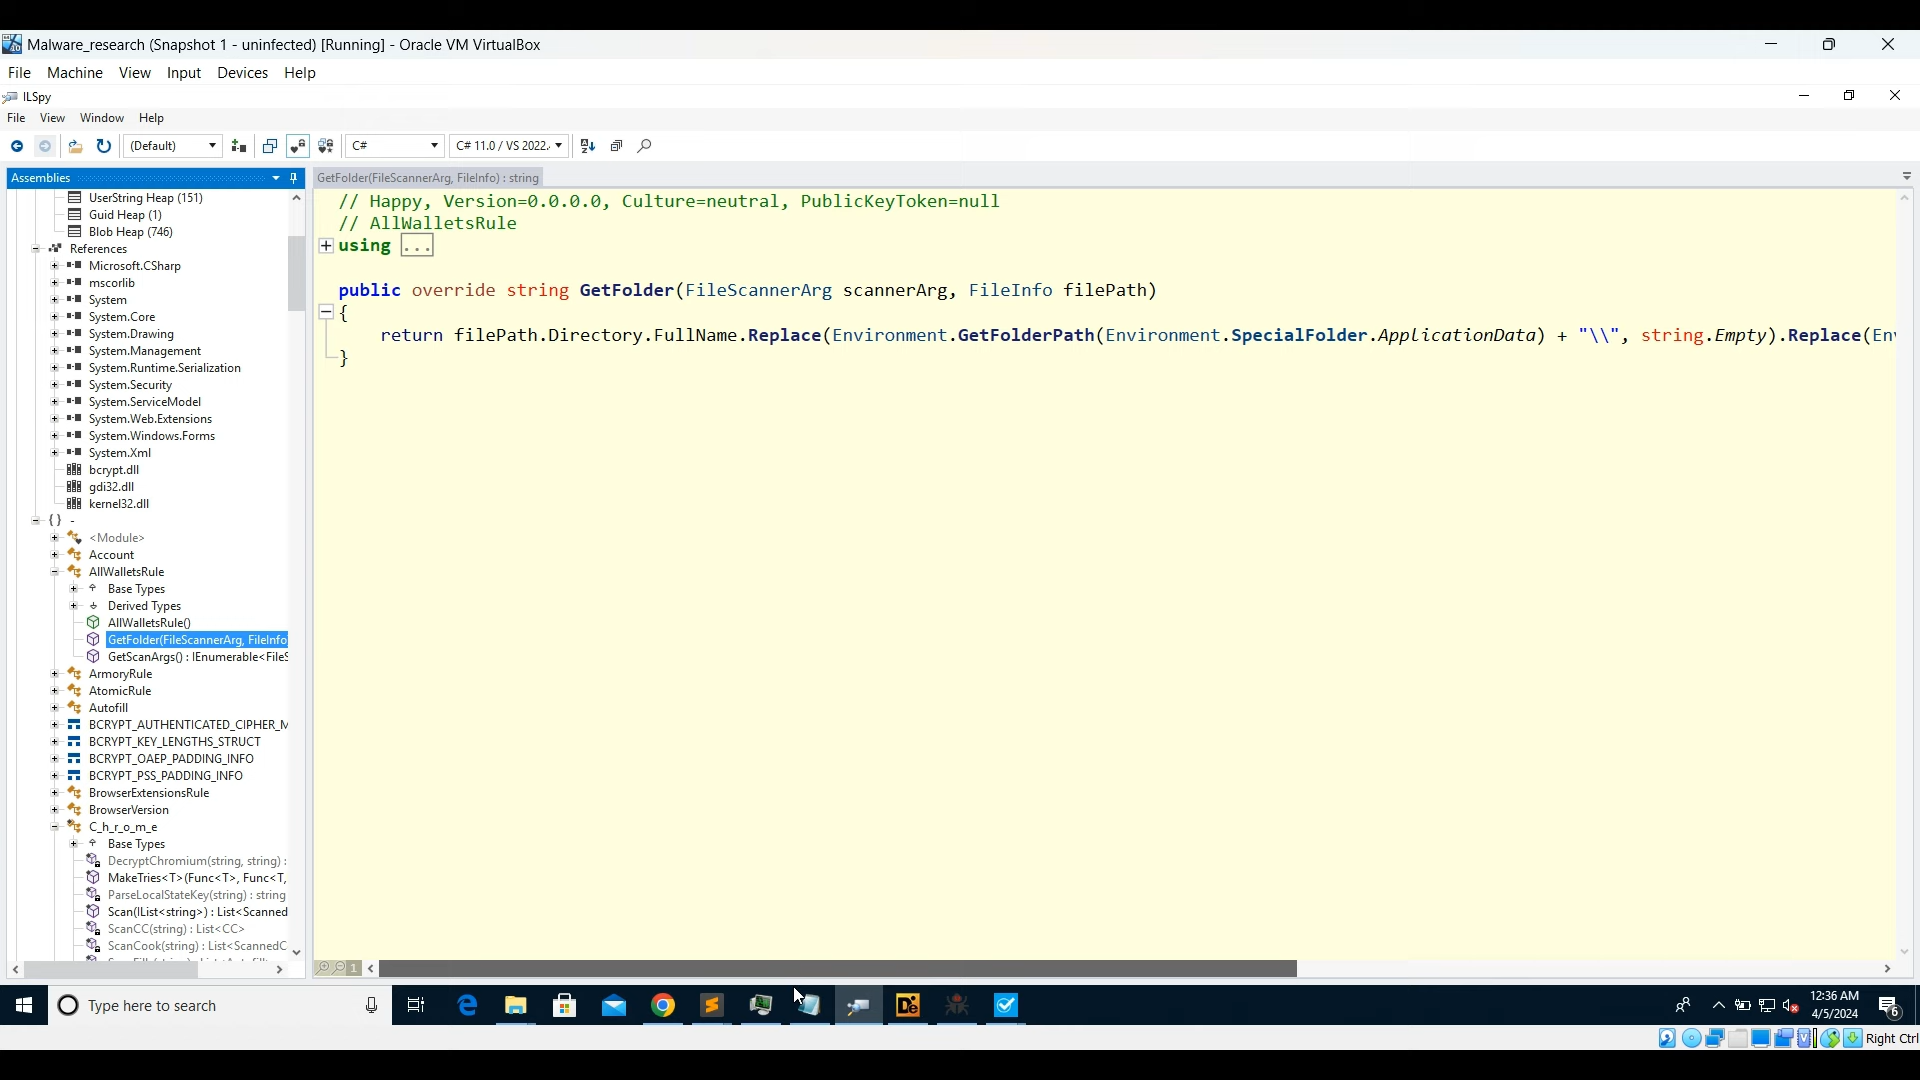 Malware_research (Snapshot 1 - uninfected) [Running] - Oracle VM VirtualBox
File Machine View Input Devices Help
ILSpy
File View Window Help
(Default) C# C# 11.0 / VS 2022.
Assemblies
GetFolder(FileScannerArg, FileInfo) : string
UserString Heap (151)
Guid Heap (1)
Blob Heap (746)
References
Microsoft.CSharp
mscorlib
System
System.Core
System.Drawing
System.Management
System.Runtime.Serialization
System.Security
System.ServiceModel
System.Web.Extensions
System.Windows.Forms
System.Xml
bcrypt.dll
gdi32.dll
kernel32.dll
{ } -
<Module>
Account
AllWalletsRule
Base Types
Derived Types
AllWalletsRule()
GetFolder(FileScannerArg, FileInfo
GetScanArgs() : IEnumerable<FileS
ArmoryRule
AtomicRule
Autofill
BCRYPT_AUTHENTICATED_CIPHER_M
BCRYPT_KEY_LENGTHS_STRUCT
BCRYPT_OAEP_PADDING_INFO
BCRYPT_PSS_PADDING_INFO
BrowserExtensionsRule
BrowserVersion
C_h_r_o_m_e
Base Types
DecryptChromium(string, string) :
MakeTries<T>(Func<T>, Func<T,
ParseLocalStateKey(string) : string
Scan(IList<string>) : List<Scanned
ScanCC(string) : List<CC>
ScanCook(string) : List<ScannedC
// Happy, Version=0.0.0.0, Culture=neutral, PublicKeyToken=null
// AllWalletsRule
using ...
public override string GetFolder(FileScannerArg scannerArg, FileInfo filePath)
{
return filePath.Directory.FullName.Replace(Environment.GetFolderPath(Environment.SpecialFolder.ApplicationData) + "\\", string.Empty).Replace(En
}
1
Type here to search
De
12:36 AM
4/5/2024
6
Right Ctrl